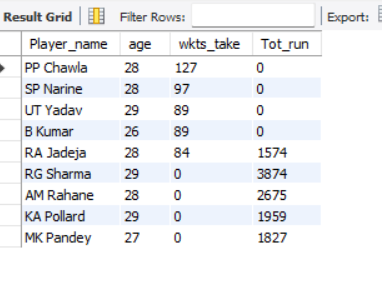 Result Grid Filter Rows: Export:
Player_name age wkts_take Tot_run
PP Chawla 28 127 0
SP Narine 28 97 0
UT Yadav 29 89 0
B Kumar 26 89 0
RA Jadeja 28 84 1574
RG Sharma 29 0 3874
AM Rahane 28 0 2675
KA Pollard 29 0 1959
MK Pandey 27 0 1827